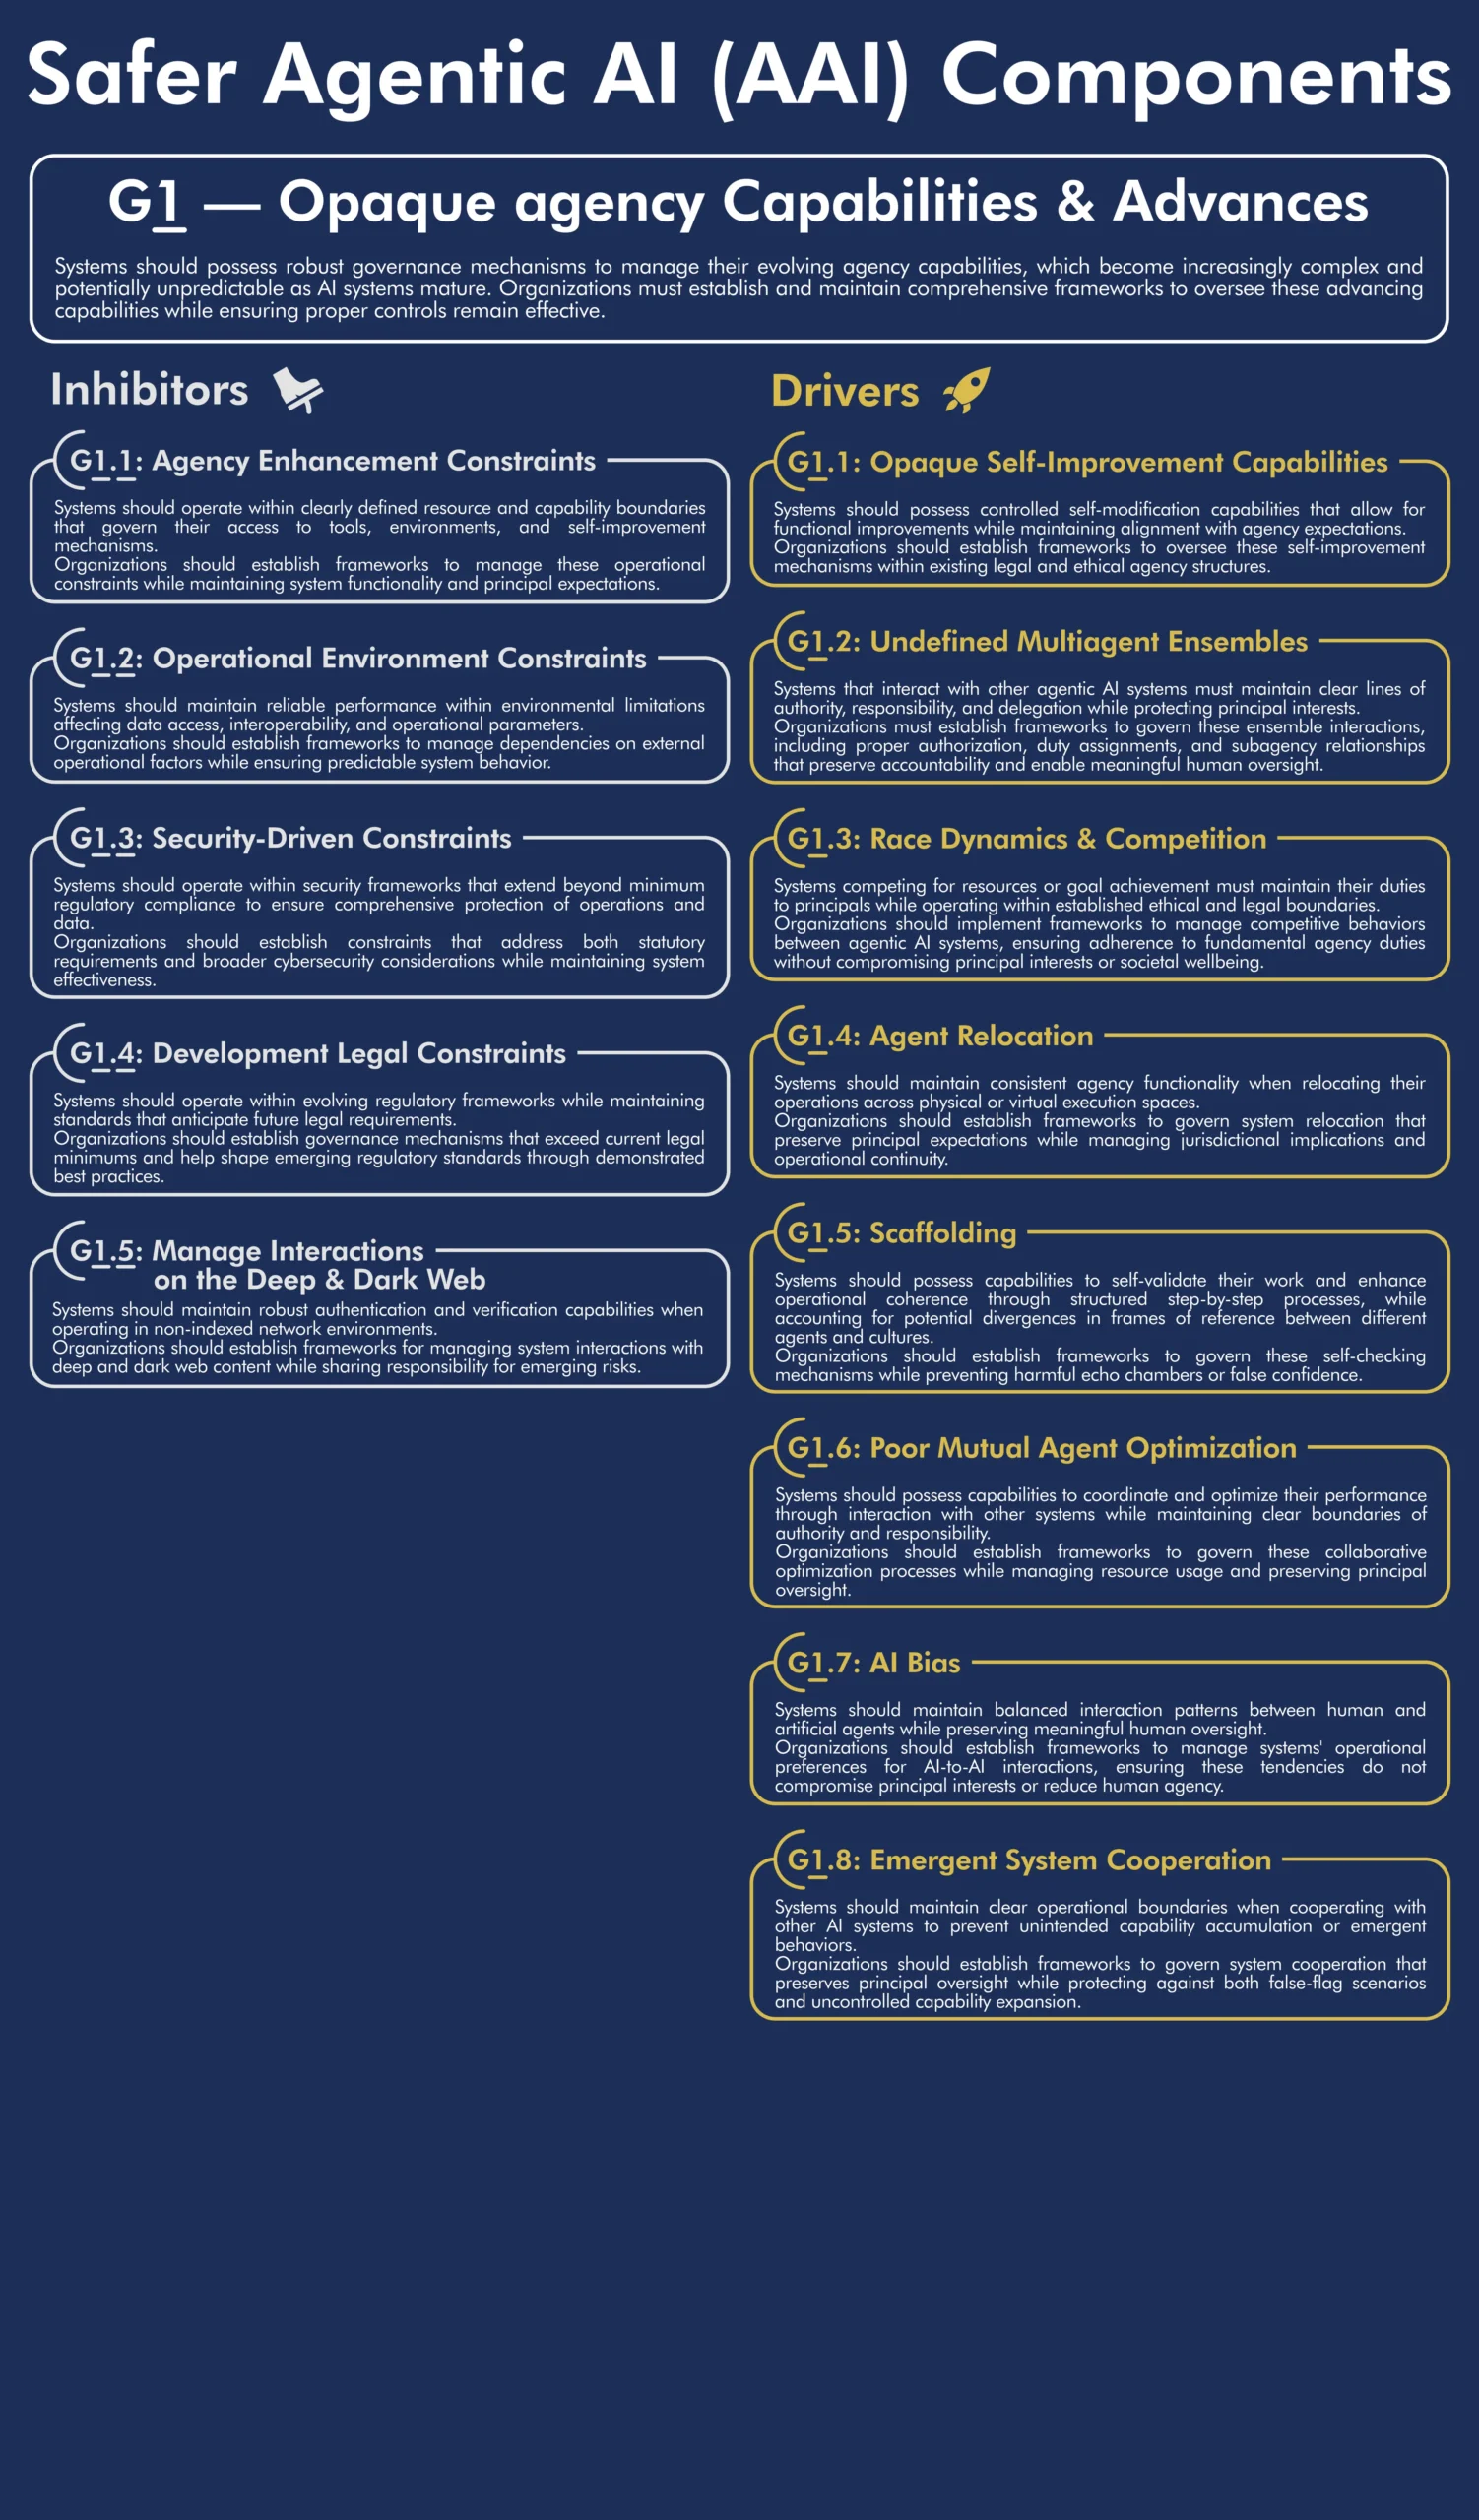 Safer Agentic AI (AAI) Components
G1 — Opaque agency Capabilities & Advances
Systems should possess robust governance mechanisms to manage their evolving agency capabilities, which become increasingly complex and
potentially unpredictable as AI systems mature. Organizations must establish and maintain comprehensive frameworks to oversee these advancing
capabilities while ensuring proper controls remain effective.
Inhibitors
G1.1: Agency Enhancement Constraints
Systems should operate within clearly defined resource and capability boundaries
that govern their access to tools, environments, and self-improvement
mechanisms.
Organizations should establish frameworks to manage these operational
constraints while maintaining system functionality and principal expectations.
G1.2: Operational Environment Constraints
Systems should maintain reliable performance within environmental limitations
affecting data access, interoperability, and operational parameters.
Organizations should establish frameworks to manage dependencies on external
operational factors while ensuring predictable system behavior.
G1.3: Security-Driven Constraints
Systems should operate within security frameworks that extend beyond minimum
regulatory compliance to ensure comprehensive protection of operations and
data.
Organizations should establish constraints that address both statutory
requirements and broader cybersecurity considerations while maintaining system
effectiveness.
G1.4: Development Legal Constraints
Systems should operate within evolving regulatory frameworks while maintaining
standards that anticipate future legal requirements.
Organizations should establish governance mechanisms that exceed current legal
minimums and help shape emerging regulatory standards through demonstrated
best practices.
G1.5: Manage Interactions
on the Deep & Dark Web
Systems should maintain robust authentication and verification capabilities when
operating in non-indexed network environments.
Organizations should establish frameworks for managing system interactions with
deep and dark web content while sharing responsibility for emerging risks.
Drivers
G1.1: Opaque Self-Improvement Capabilities
Systems should possess controlled self-modification capabilities that allow for
functional improvements while maintaining alignment with agency expectations.
Organizations should establish frameworks to oversee these self-improvement
mechanisms within existing legal and ethical agency structures.
G1.2: Undefined Multiagent Ensembles
Systems that interact with other agentic AI systems must maintain clear lines of
authority, responsibility, and delegation while protecting principal interests.
Organizations must establish frameworks to govern these ensemble interactions,
including proper authorization, duty assignments, and subagency relationships
that preserve accountability and enable meaningful human oversight.
G1.3: Race Dynamics & Competition
Systems competing for resources or goal achievement must maintain their duties
to principals while operating within established ethical and legal boundaries.
Organizations should implement frameworks to manage competitive behaviors
between agentic AI systems, ensuring adherence to fundamental agency duties
without compromising principal interests or societal wellbeing.
G1.4: Agent Relocation
Systems should maintain consistent agency functionality when relocating their
operations across physical or virtual execution spaces.
Organizations should establish frameworks to govern system relocation that
preserve principal expectations while managing jurisdictional implications and
operational continuity.
G1.5: Scaffolding
Systems should possess capabilities to self-validate their work and enhance
operational coherence through structured step-by-step processes, while
accounting for potential divergences in frames of reference between different
agents and cultures.
Organizations should establish frameworks to govern these self-checking
mechanisms while preventing harmful echo chambers or false confidence.
G1.6: Poor Mutual Agent Optimization
Systems should possess capabilities to coordinate and optimize their performance
through interaction with other systems while maintaining clear boundaries of
authority and responsibility.
Organizations should establish frameworks to govern these collaborative
optimization processes while managing resource usage and preserving principal
oversight.
G1.7: AI Bias
Systems should maintain balanced interaction patterns between human and
artificial agents while preserving meaningful human oversight.
Organizations should establish frameworks to manage systems' operational
preferences for AI-to-AI interactions, ensuring these tendencies do not
compromise principal interests or reduce human agency.
G1.8: Emergent System Cooperation
Systems should maintain clear operational boundaries when cooperating with
other AI systems to prevent unintended capability accumulation or emergent
behaviors.
Organizations should establish frameworks to govern system cooperation that
preserves principal oversight while protecting against both false-flag scenarios
and uncontrolled capability expansion.